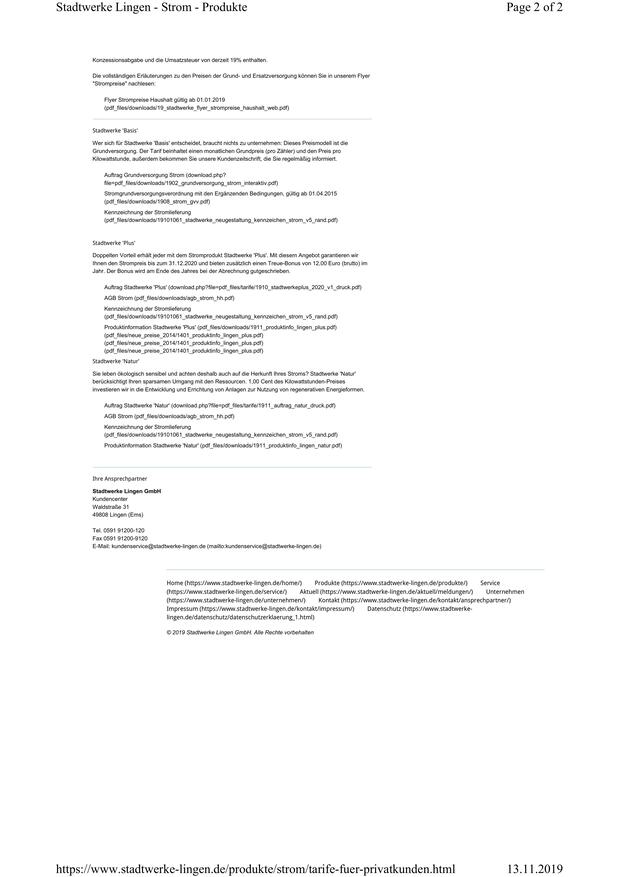 Stadtwerke Lingen - Strom - Produkte
Page 2 of 2
Konzessionsabgabe und die Umsatzsteuer von derzeit 19% enthalten.
Die vollständigen Erläuterungen zu den Preisen der Grund- und Ersatzversorgung können Sie in unserem Flyer
"Strompreise" nachlesen:
Flyer Strompreise Haushalt gültig ab 01.01.2019
(pdf_files/downloads/19_stadtwerke_flyer_strompreise_haushalt_web.pdf)
Stadtwerke 'Basis'
Wer sich für Stadtwerke 'Basis' entscheidet, braucht nichts zu unternehmen: Dieses Preismodell ist die
Grundversorgung. Der Tarif beinhaltet einen monatlichen Grundpreis (pro Zähler) und den Preis pro
Kilowattstunde, außerdem bekommen Sie unsere Kundenzeitschrift, die Sie regelmäßig informiert.
Auftrag Grundversorgung Strom (download.php?
file=pdf_files/downloads/1902_grundversorgung_strom_interaktiv.pdf)
Stromgrundversorgungsverordnung mit den Ergänzenden Bedingungen, gültig ab 01.04.2015
(pdf_files/downloads/1908_strom_gvv.pdf)
Kennzeichnung der Stromlieferung
(pdf_files/downloads/19101061_stadtwerke_neugestaltung_kennzeichen_strom_v5_rand.pdf)
Stadtwerke 'Plus'
Doppelten Vorteil erhält jeder mit dem Stromprodukt Stadtwerke 'Plus'. Mit diesem Angebot garantieren wir
Ihnen den Strompreis bis zum 31.12.2020 und bieten zusätzlich einen Treue-Bonus von 12,00 Euro (brutto) im
Jahr. Der Bonus wird am Ende des Jahres bei der Abrechnung gutgeschrieben.
Auftrag Stadtwerke 'Plus' (download.php?file=pdf_files/tarife/1910_stadtwerkeplus_2020_v1_druck.pdf)
AGB Strom (pdf_files/downloads/agb_strom_hh.pdf)
Kennzeichnung der Stromlieferung
(pdf_files/downloads/19101061_stadtwerke_neugestaltung_kennzeichen_strom_v5_rand.pdf)
Produktinformation Stadtwerke 'Plus' (pdf_files/downloads/1911_produktinfo_lingen_plus.pdf)
(pdf_files/neue_preise_2014/1401_produktinfo_lingen_plus.pdf)
(pdf_files/neue_preise_2014/1401_produktinfo_lingen_plus.pdf)
(pdf_files/neue_preise_2014/1401_produktinfo_lingen_plus.pdf)
Stadtwerke 'Natur'
Sie leben ökologisch sensibel und achten deshalb auch auf die Herkunft Ihres Stroms? Stadtwerke 'Natur'
berücksichtigt Ihren sparsamen Umgang mit den Ressourcen. 1,00 Cent des Kilowattstunden-Preises
investieren wir in die Entwicklung und Errichtung von Anlagen zur Nutzung von regenerativen Energieformen.
Auftrag Stadtwerke 'Natur' (download.php?file=pdf_files/tarife/1911_auftrag_natur_druck.pdf)
AGB Strom (pdf_files/downloads/agb_strom_hh.pdf)
Kennzeichnung der Stromlieferung
(pdf_files/downloads/19101061_stadtwerke_neugestaltung_kennzeichen_strom_v5_rand.pdf)
Produktinformation Stadtwerke 'Natur' (pdf_files/downloads/1911_produktinfo_lingen_natur.pdf)
Ihre Ansprechpartner
Stadtwerke Lingen GmbH
Kundencenter
Waldstraße 31
49808 Lingen (Ems)
Tel. 0591 91200-120
Fax 0591 91200-9120
E-Mail: kundenservice@stadtwerke-lingen.de (mailto:kundenservice@stadtwerke-lingen.de)
Home (https://www.stadtwerke-lingen.de/home/) Produkte (https://www.stadtwerke-lingen.de/produkte/) Service
(https://www.stadtwerke-lingen.de/service/) Aktuell (https://www.stadtwerke-lingen.de/aktuell/meldungen/) Unternehmen
(https://www.stadtwerke-lingen.de/unternehmen/) Kontakt (https://www.stadtwerke-lingen.de/kontakt/ansprechpartner/)
Impressum (https://www.stadtwerke-lingen.de/kontakt/impressum/) Datenschutz (https://www.stadtwerke-
lingen.de/datenschutz/datenschutzerklaerung_1.html)
© 2019 Stadtwerke Lingen GmbH. Alle Rechte vorbehalten
https://www.stadtwerke-lingen.de/produkte/strom/tarife-fuer-privatkunden.html
13.11.2019